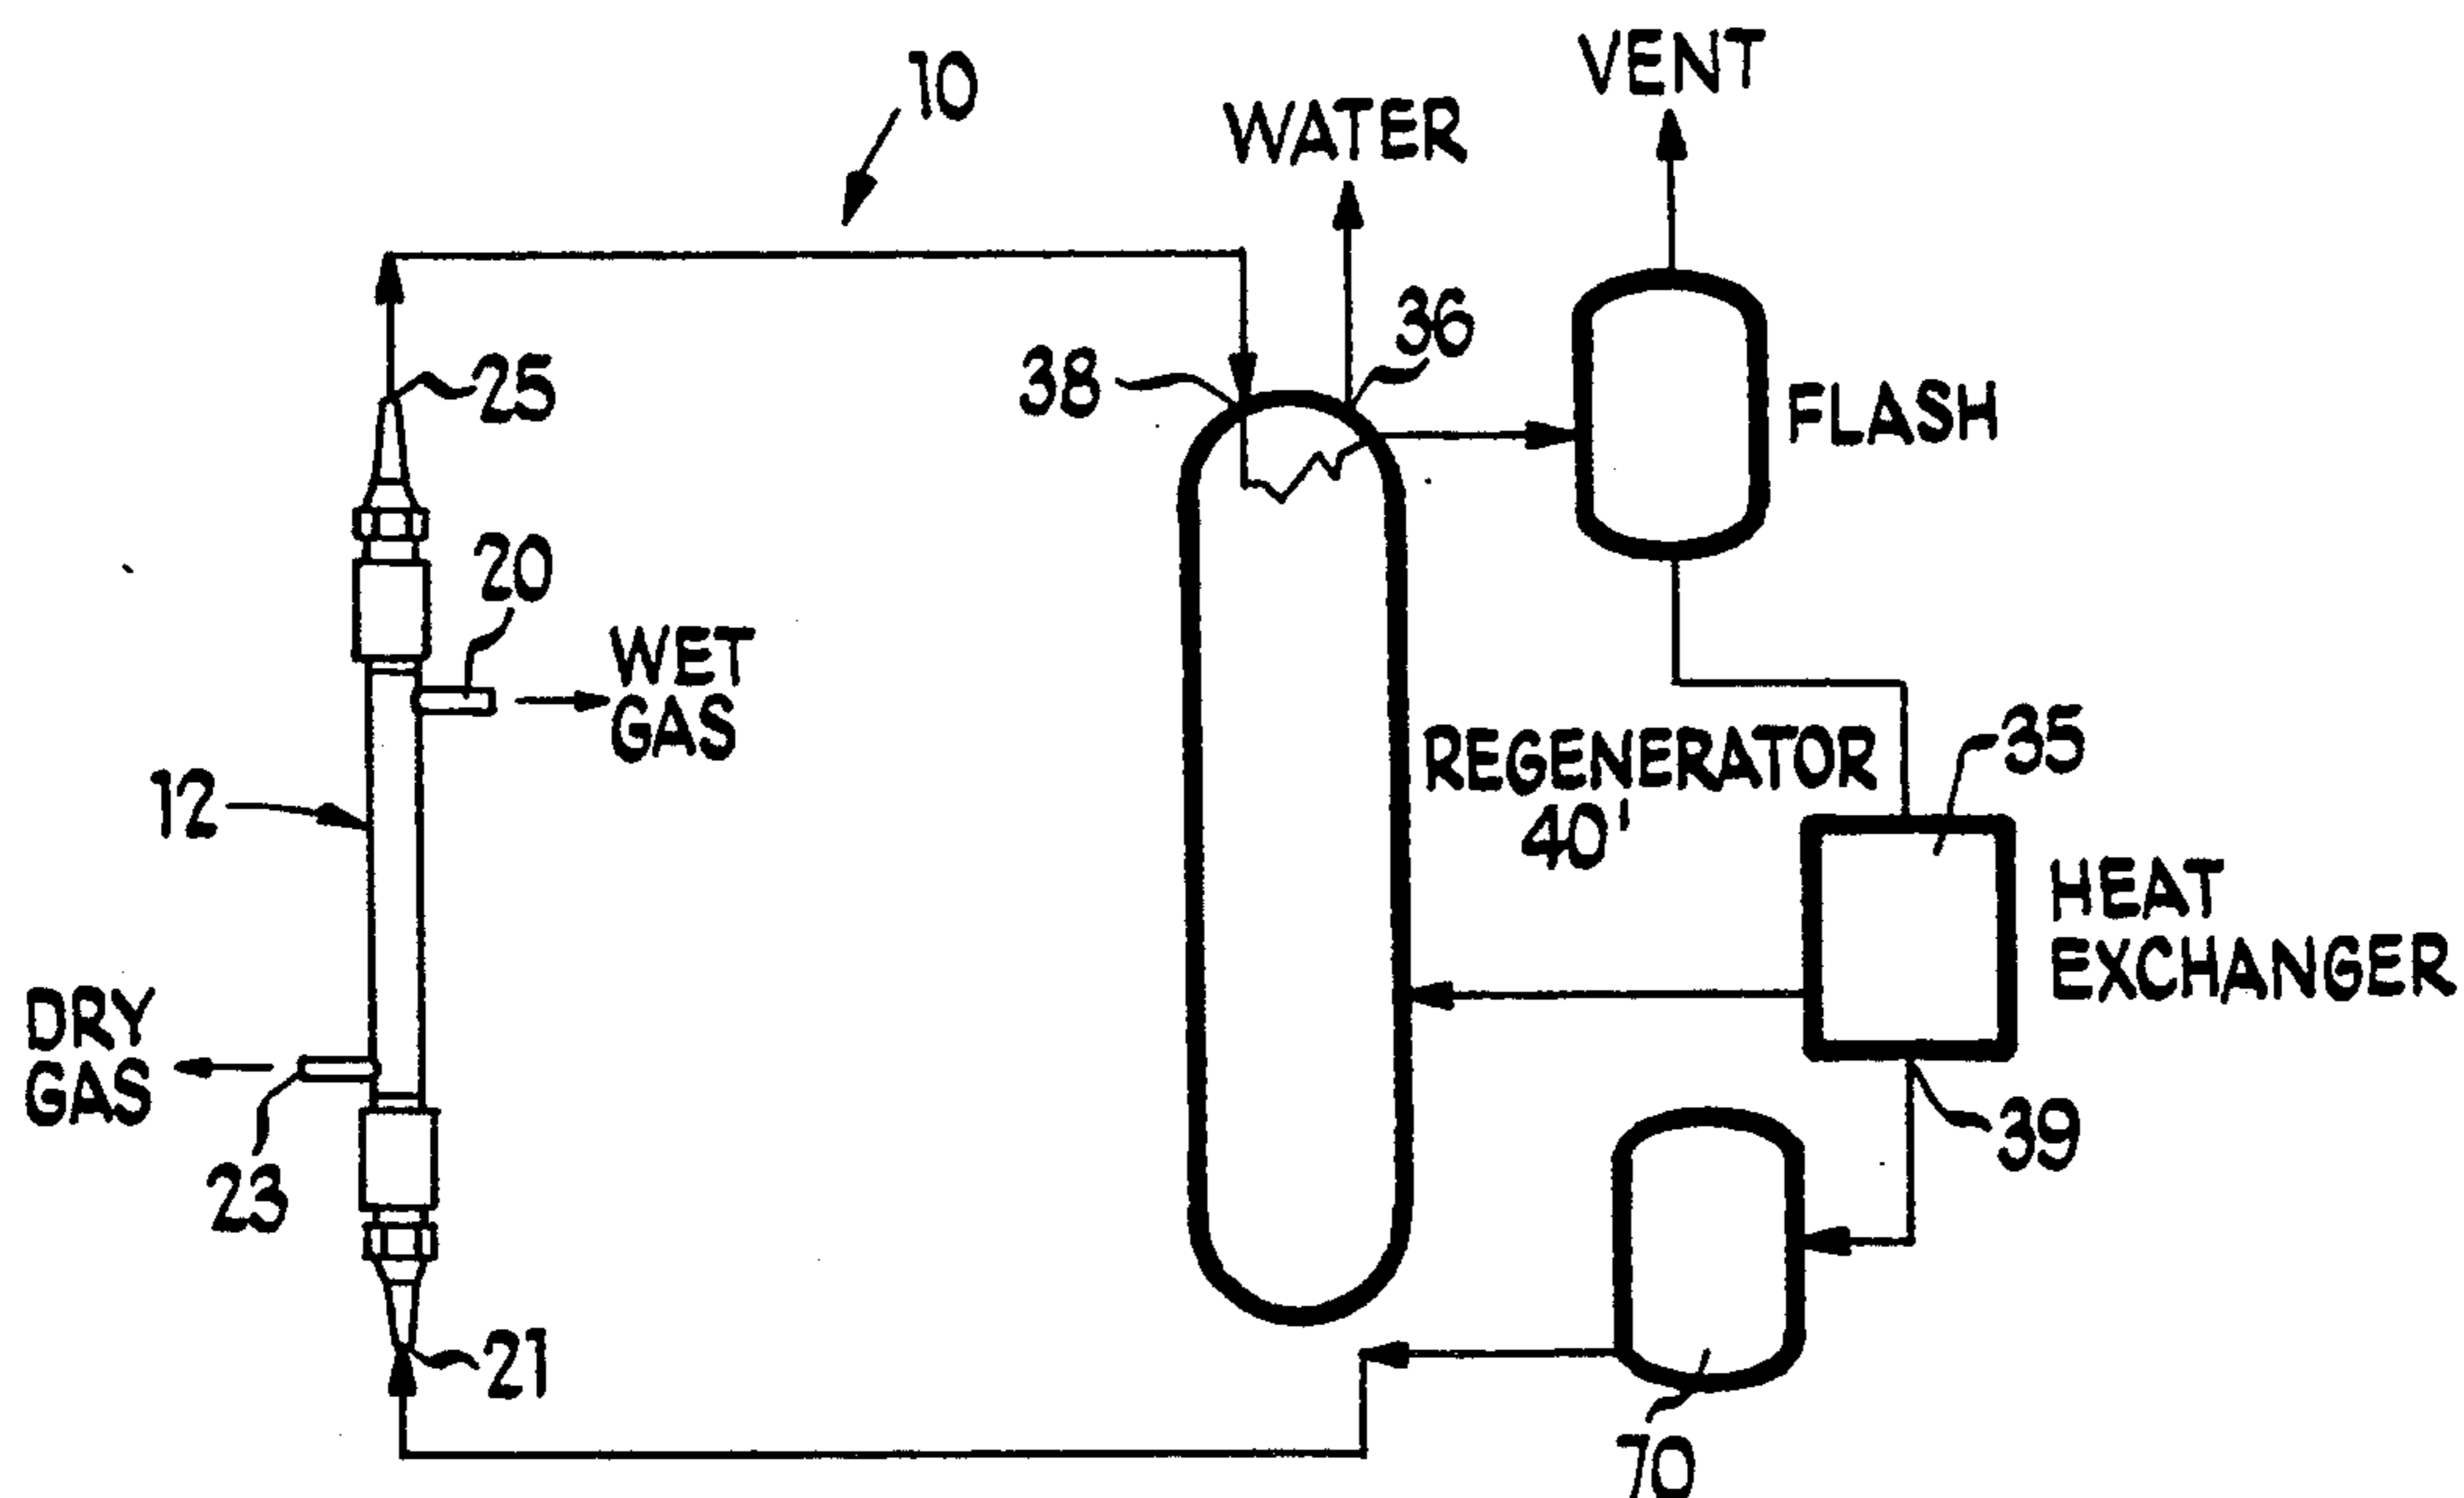 VENT
10
WATER
36
38
25
FLASH
20
WET
GAS
REGENERATOR
40'
35
12
HEAT
EXCHANGER
DRY
GAS
39
23
21
70